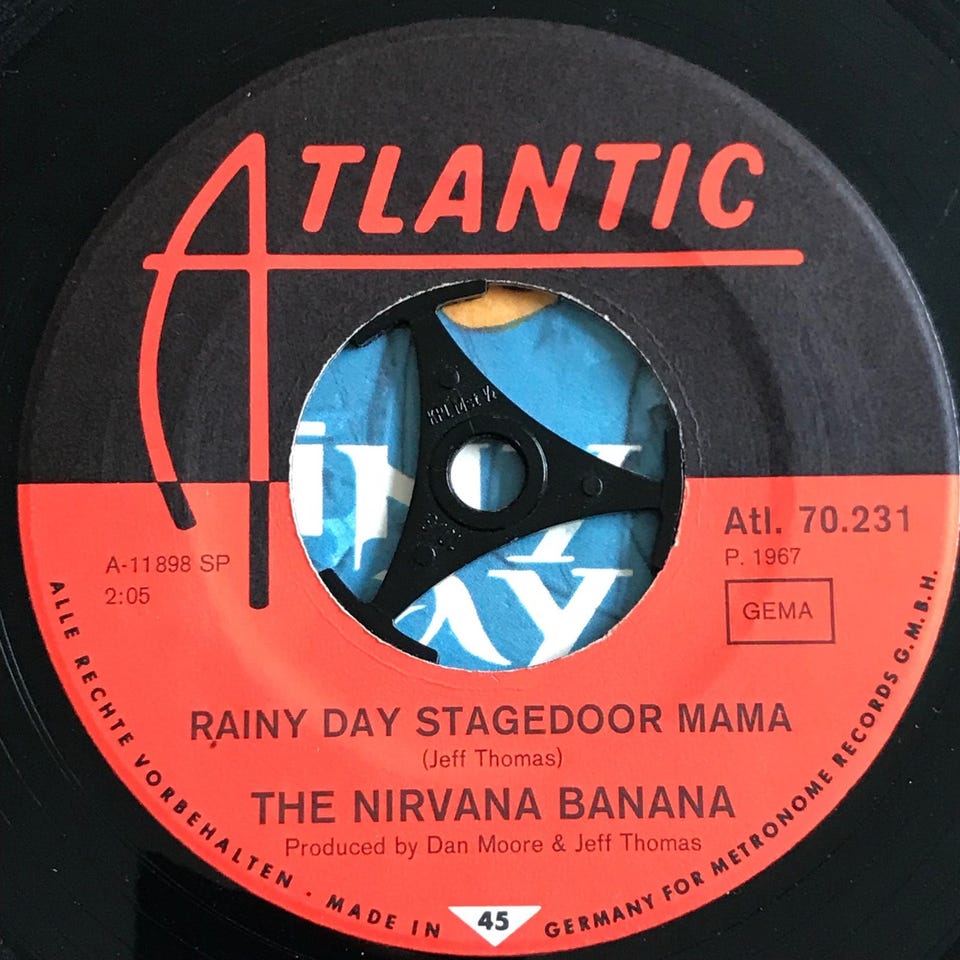 ATLANTIC
Atl. 70.231
P. 1967
GEMA
A-11898 SP
2:05
RAINY DAY STAGEDOOR MAMA
(Jeff Thomas)
THE NIRVANA BANANA
Produced by Dan Moore & Jeff Thomas
ALLE RECHTE VORBEHALTEN · MADE IN 45 GERMANY FOR METRONOME RECORDS G.M.B.H.